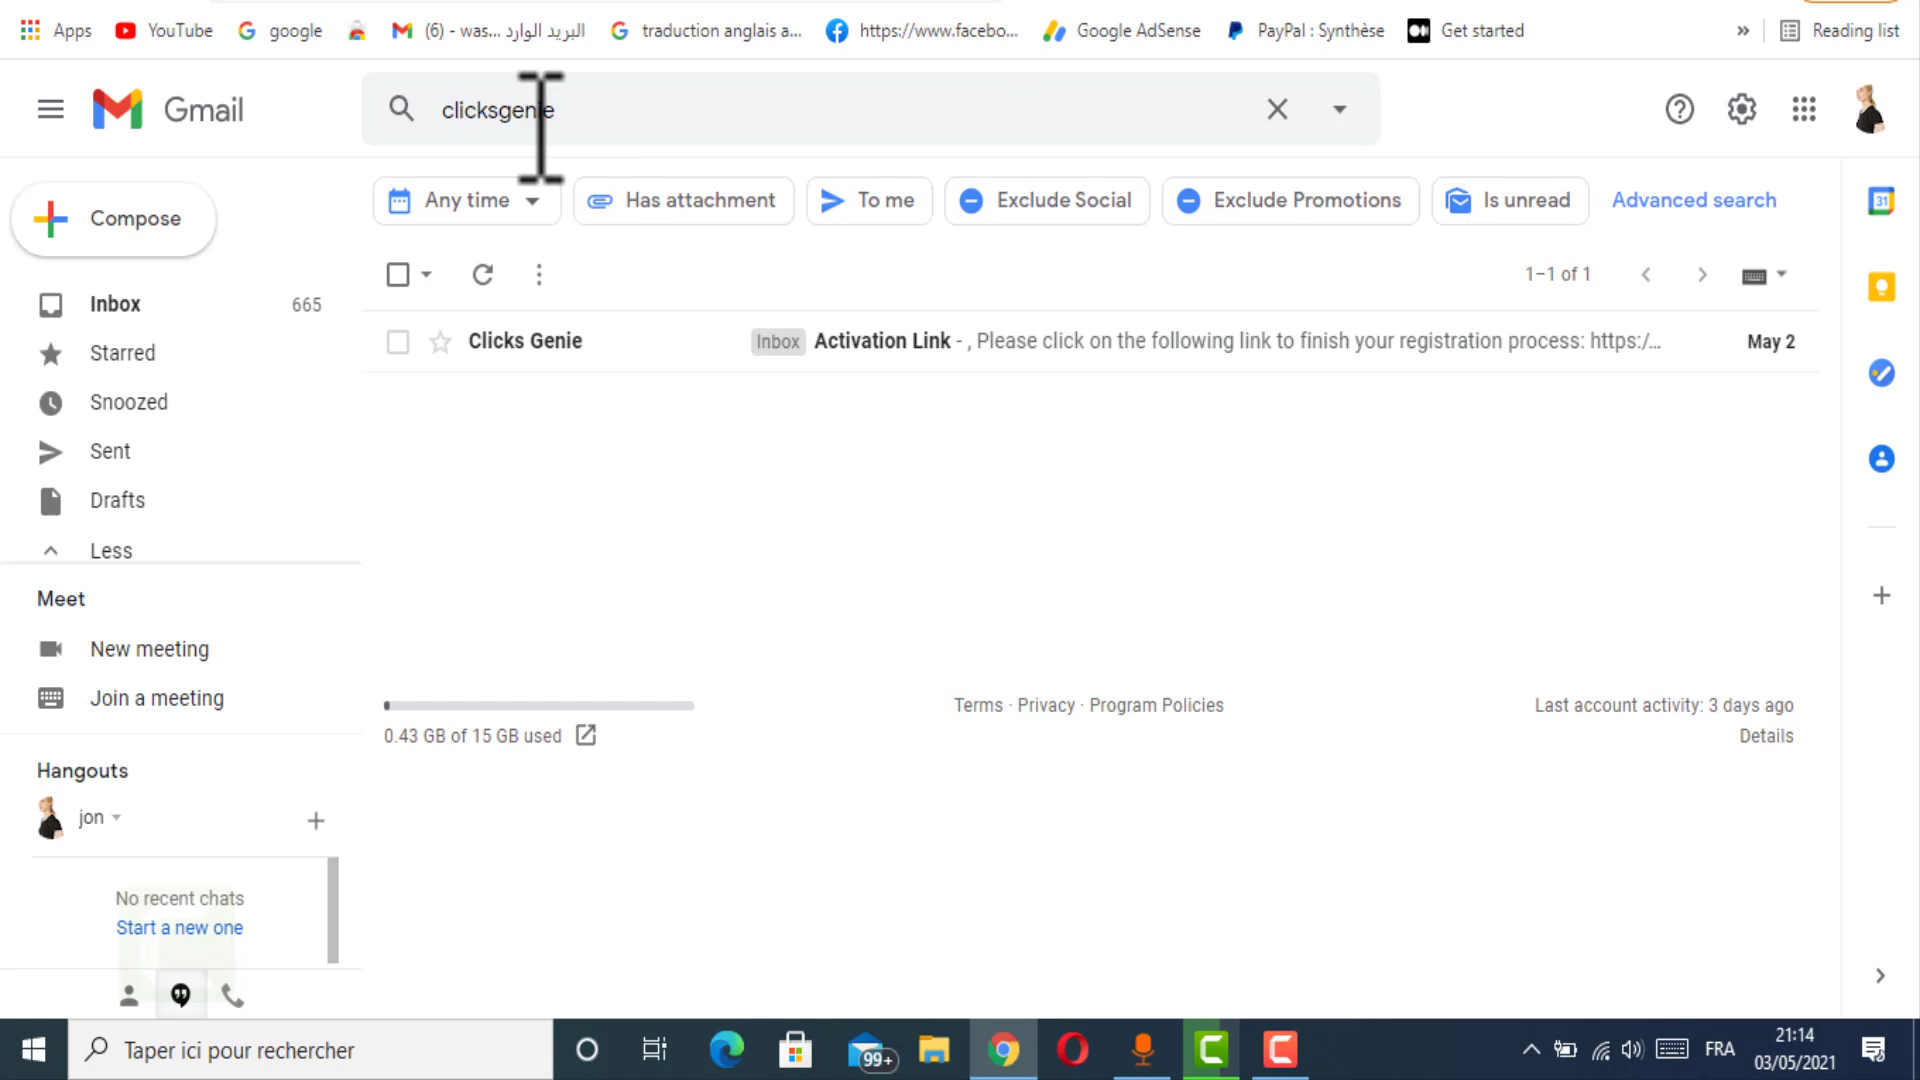 Apps YouTube google (6) - was... البريد الوارد traduction anglais a... https://www.facebo... Google AdSense PayPal : Synthèse Get started » Reading list
Gmail clicksgenie
Any time Has attachment To me Exclude Social Exclude Promotions Is unread Advanced search
Compose
1–1 of 1
Inbox 665
Clicks Genie Inbox Activation Link - , Please click on the following link to finish your registration process: https:/... May 2
Starred
Snoozed
Sent
Drafts
Less
Meet
New meeting
Join a meeting
Terms · Privacy · Program Policies
Last account activity: 3 days ago
0.43 GB of 15 GB used
Details
Hangouts
jon
No recent chats
Start a new one
31
Taper ici pour rechercher
99+
FRA
21:14
03/05/2021